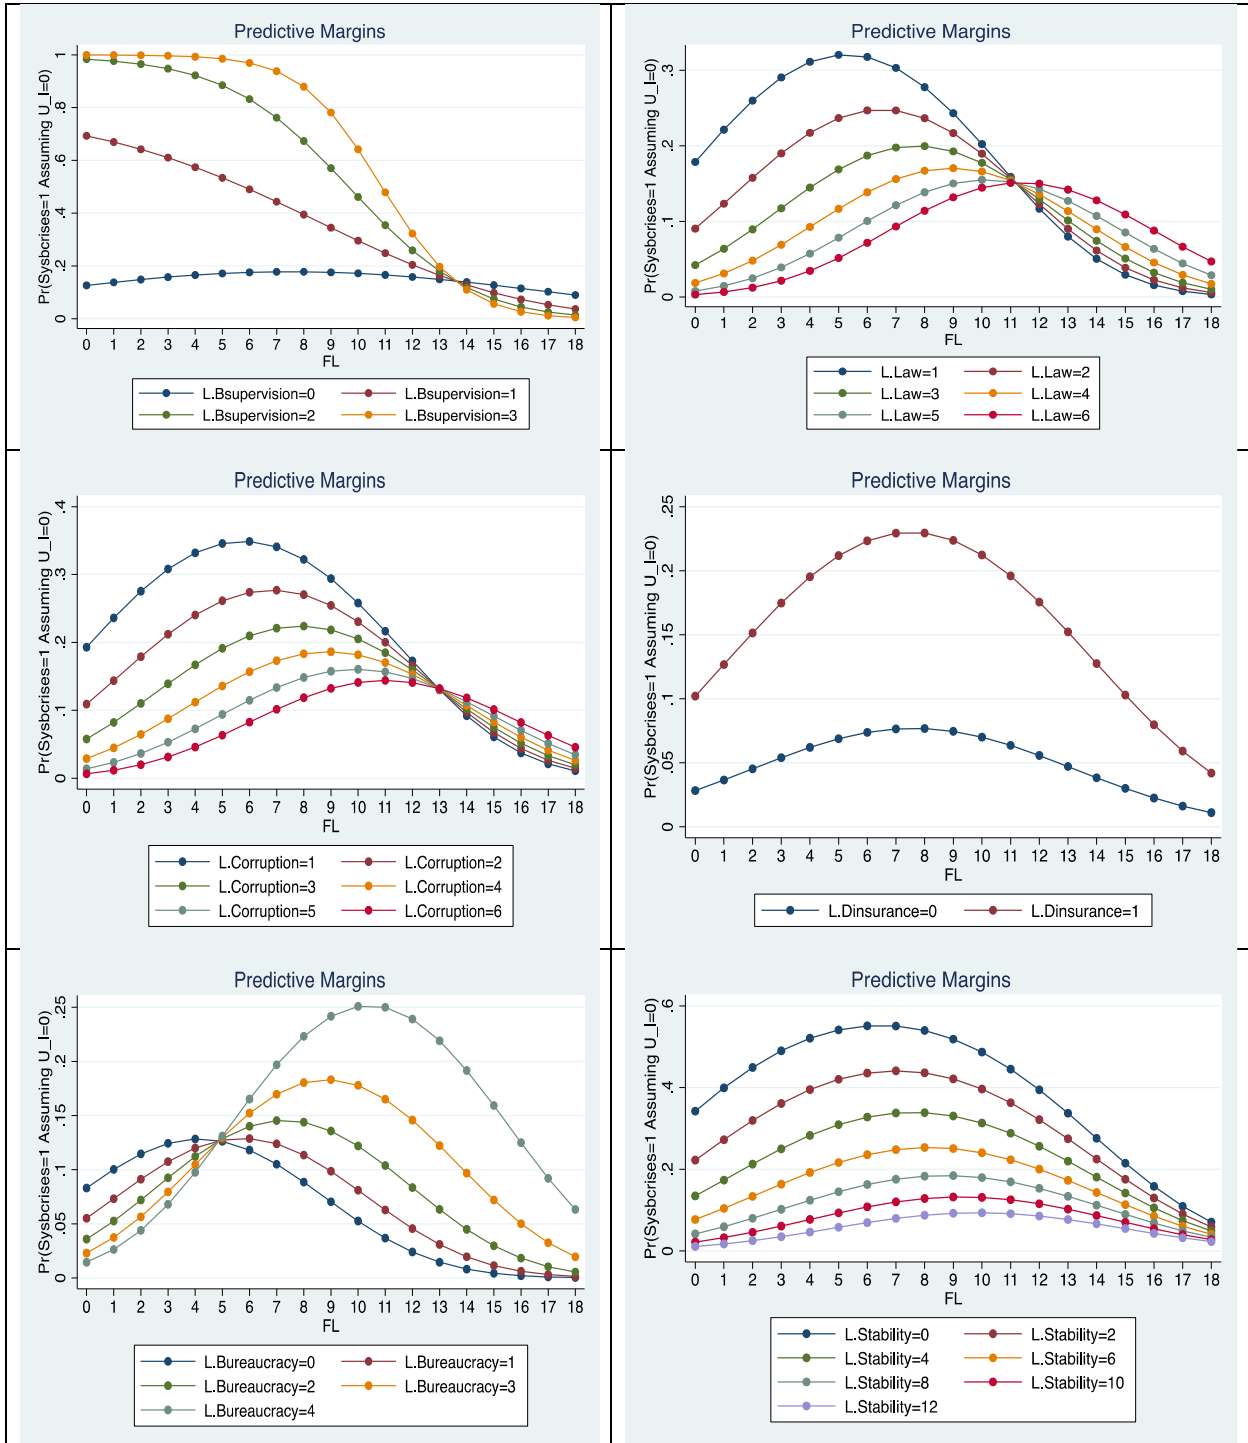 Predictive Margins
Pr(Sysbcrises=1 Assuming U_I=0)
1
.8
.6
.4
.2
0
0 1 2 3 4 5 6 7 8 9 10 11 12 13 14 15 16 17 18
FL
L.Bsupervision=0 L.Bsupervision=1
L.Bsupervision=2 L.Bsupervision=3
Predictive Margins
Pr(Sysbcrises=1 Assuming U_I=0)
.3
.2
.1
0
0 1 2 3 4 5 6 7 8 9 10 11 12 13 14 15 16 17 18
FL
L.Law=1 L.Law=2
L.Law=3 L.Law=4
L.Law=5 L.Law=6
Predictive Margins
Pr(Sysbcrises=1 Assuming U_I=0)
.4
.3
.2
.1
0
0 1 2 3 4 5 6 7 8 9 10 11 12 13 14 15 16 17 18
FL
L.Corruption=1 L.Corruption=2
L.Corruption=3 L.Corruption=4
L.Corruption=5 L.Corruption=6
Predictive Margins
Pr(Sysbcrises=1 Assuming U_I=0)
.25
.2
.15
.1
.05
0
0 1 2 3 4 5 6 7 8 9 10 11 12 13 14 15 16 17 18
FL
L.Dinsurance=0 L.Dinsurance=1
Predictive Margins
Pr(Sysbcrises=1 Assuming U_I=0)
.25
.2
.15
.1
.05
0
0 1 2 3 4 5 6 7 8 9 10 11 12 13 14 15 16 17 18
FL
L.Bureaucracy=0 L.Bureaucracy=1
L.Bureaucracy=2 L.Bureaucracy=3
L.Bureaucracy=4
Predictive Margins
Pr(Sysbcrises=1 Assuming U_I=0)
.6
.4
.2
0
0 1 2 3 4 5 6 7 8 9 10 11 12 13 14 15 16 17 18
FL
L.Stability=0 L.Stability=2
L.Stability=4 L.Stability=6
L.Stability=8 L.Stability=10
L.Stability=12